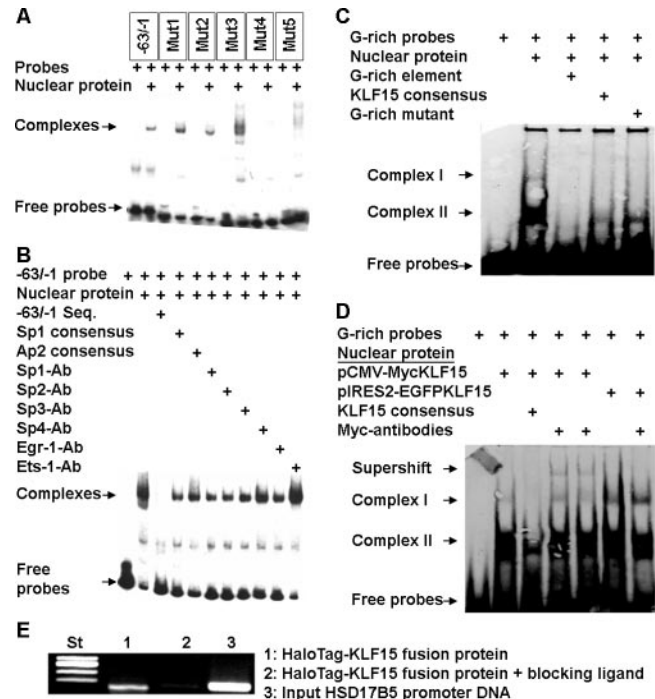 A
-63/-1 Mut1 Mut2 Mut3 Mut4 Mut5
Probes + + + + + + + + + + + +
Nuclear protein + + + + + +
Complexes
Free probes
B
-63/-1 probe + + + + + + + + + + +
Nuclear protein + + + + + + + + + +
-63/-1 Seq. +
Sp1 consensus +
Ap2 consensus +
Sp1-Ab +
Sp2-Ab +
Sp3-Ab +
Sp4-Ab +
Egr-1-Ab +
Ets-1-Ab +
Complexes
Free
probes
C
G-rich probes + + + + +
Nuclear protein + + + +
G-rich element +
KLF15 consensus +
G-rich mutant +
Complex I
Complex II
Free probes
D
G-rich probes + + + + + + +
Nuclear protein
pCMV-MycKLF15 + + + +
pIRES2-EGFPKLF15 + +
KLF15 consensus +
Myc-antibodies + + +
Supershift
Complex I
Complex II
Free probes
E
St 1 2 3
1: HaloTag-KLF15 fusion protein
2: HaloTag-KLF15 fusion protein + blocking ligand
3: Input HSD17B5 promoter DNA